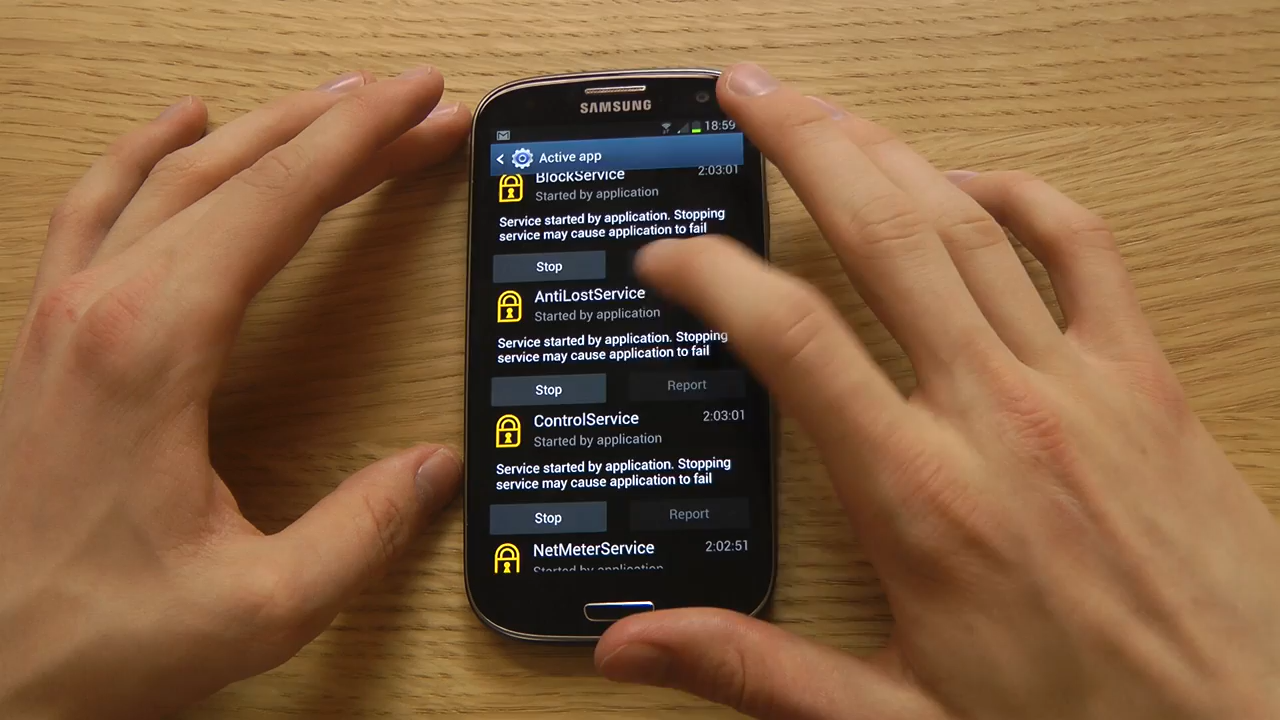 SAMSUNG
18:59
Active app
BlockService 2:03:01
Started by application
Service started by application. Stopping
service may cause application to fail
Stop
AntiLostService
Started by application
Service started by application. Stopping
service may cause application to fail
Stop Report
ControlService 2:03:01
Started by application
Service started by application. Stopping
service may cause application to fail
Stop Report
NetMeterService 2:02:51
Started by application